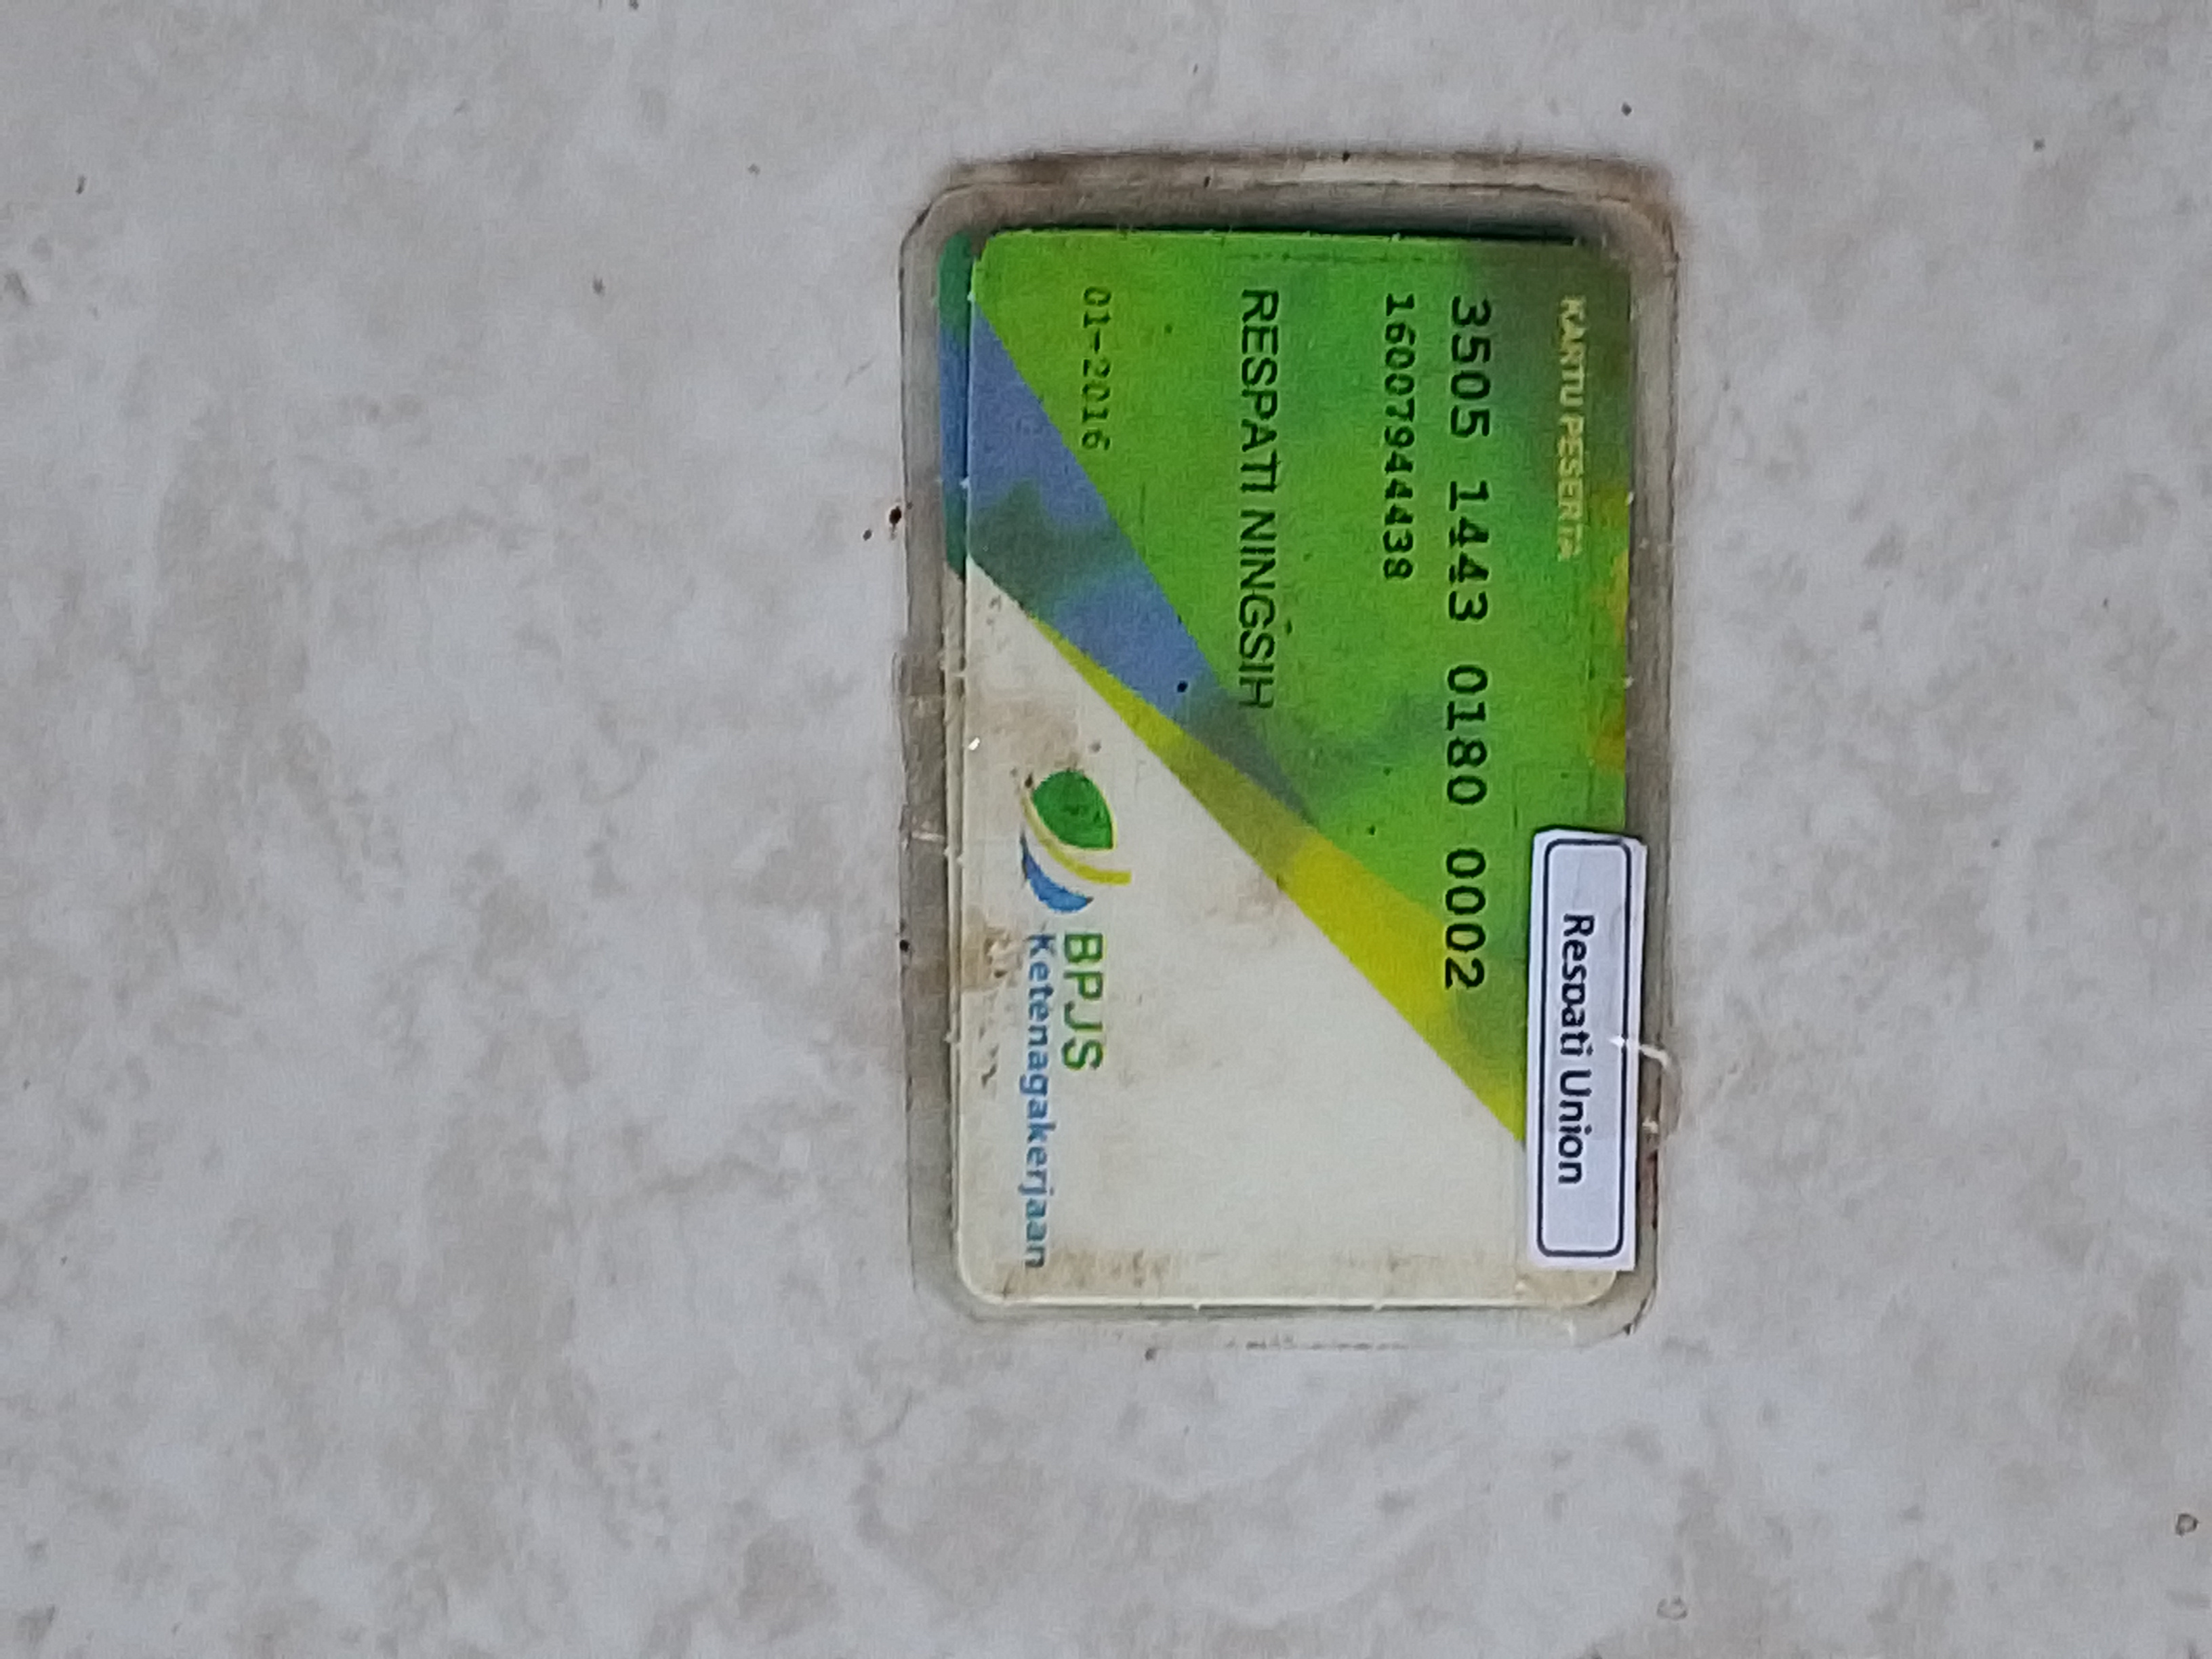 KARTU PESERTA
Respati Union
3505 1443 0180 0002
16007944438
RESPATI NINGSIH
01-2016
BPJS
Ketenagakerjaan